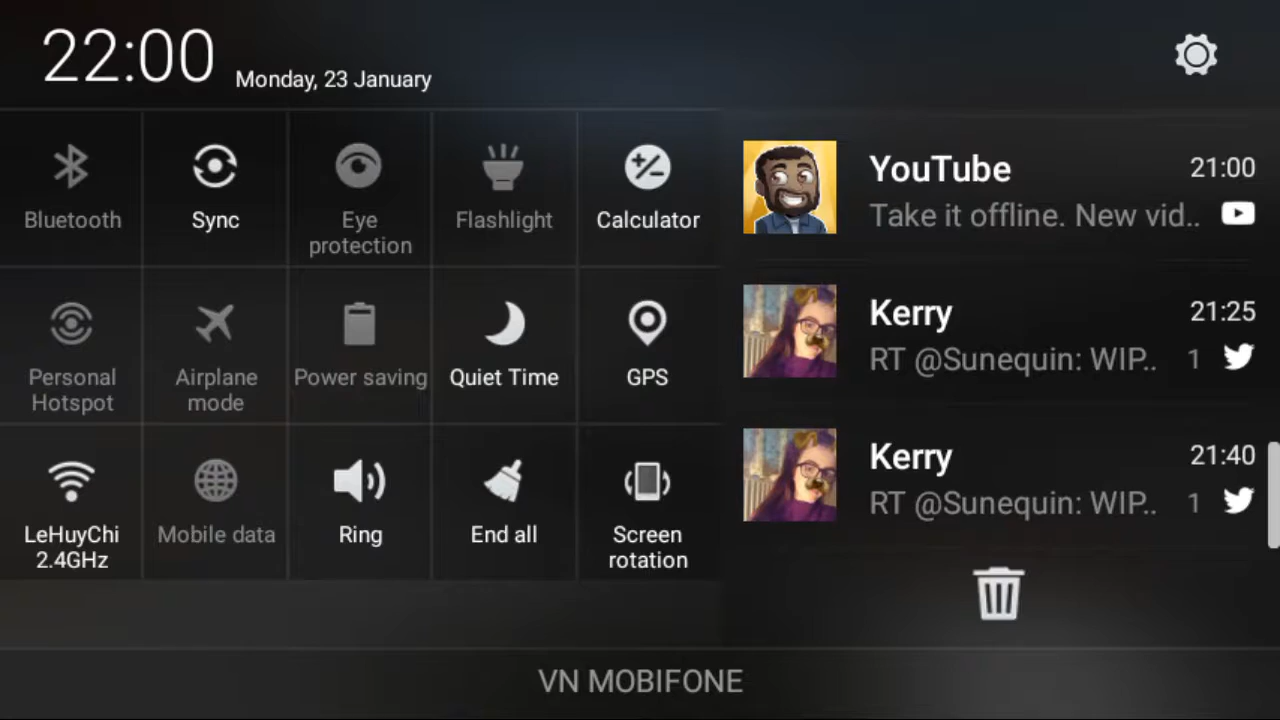 22:00
Monday, 23 January
Bluetooth
Sync
Eye
protection
Flashlight
Calculator
Personal
Hotspot
Airplane
mode
Power saving
Quiet Time
GPS
LeHuyChi
2.4GHz
Mobile data
Ring
End all
Screen
rotation
YouTube 21:00
Take it offline. New vid..
Kerry 21:25
RT @Sunequin: WIP.. 1
Kerry 21:40
RT @Sunequin: WIP.. 1
VN MOBIFONE